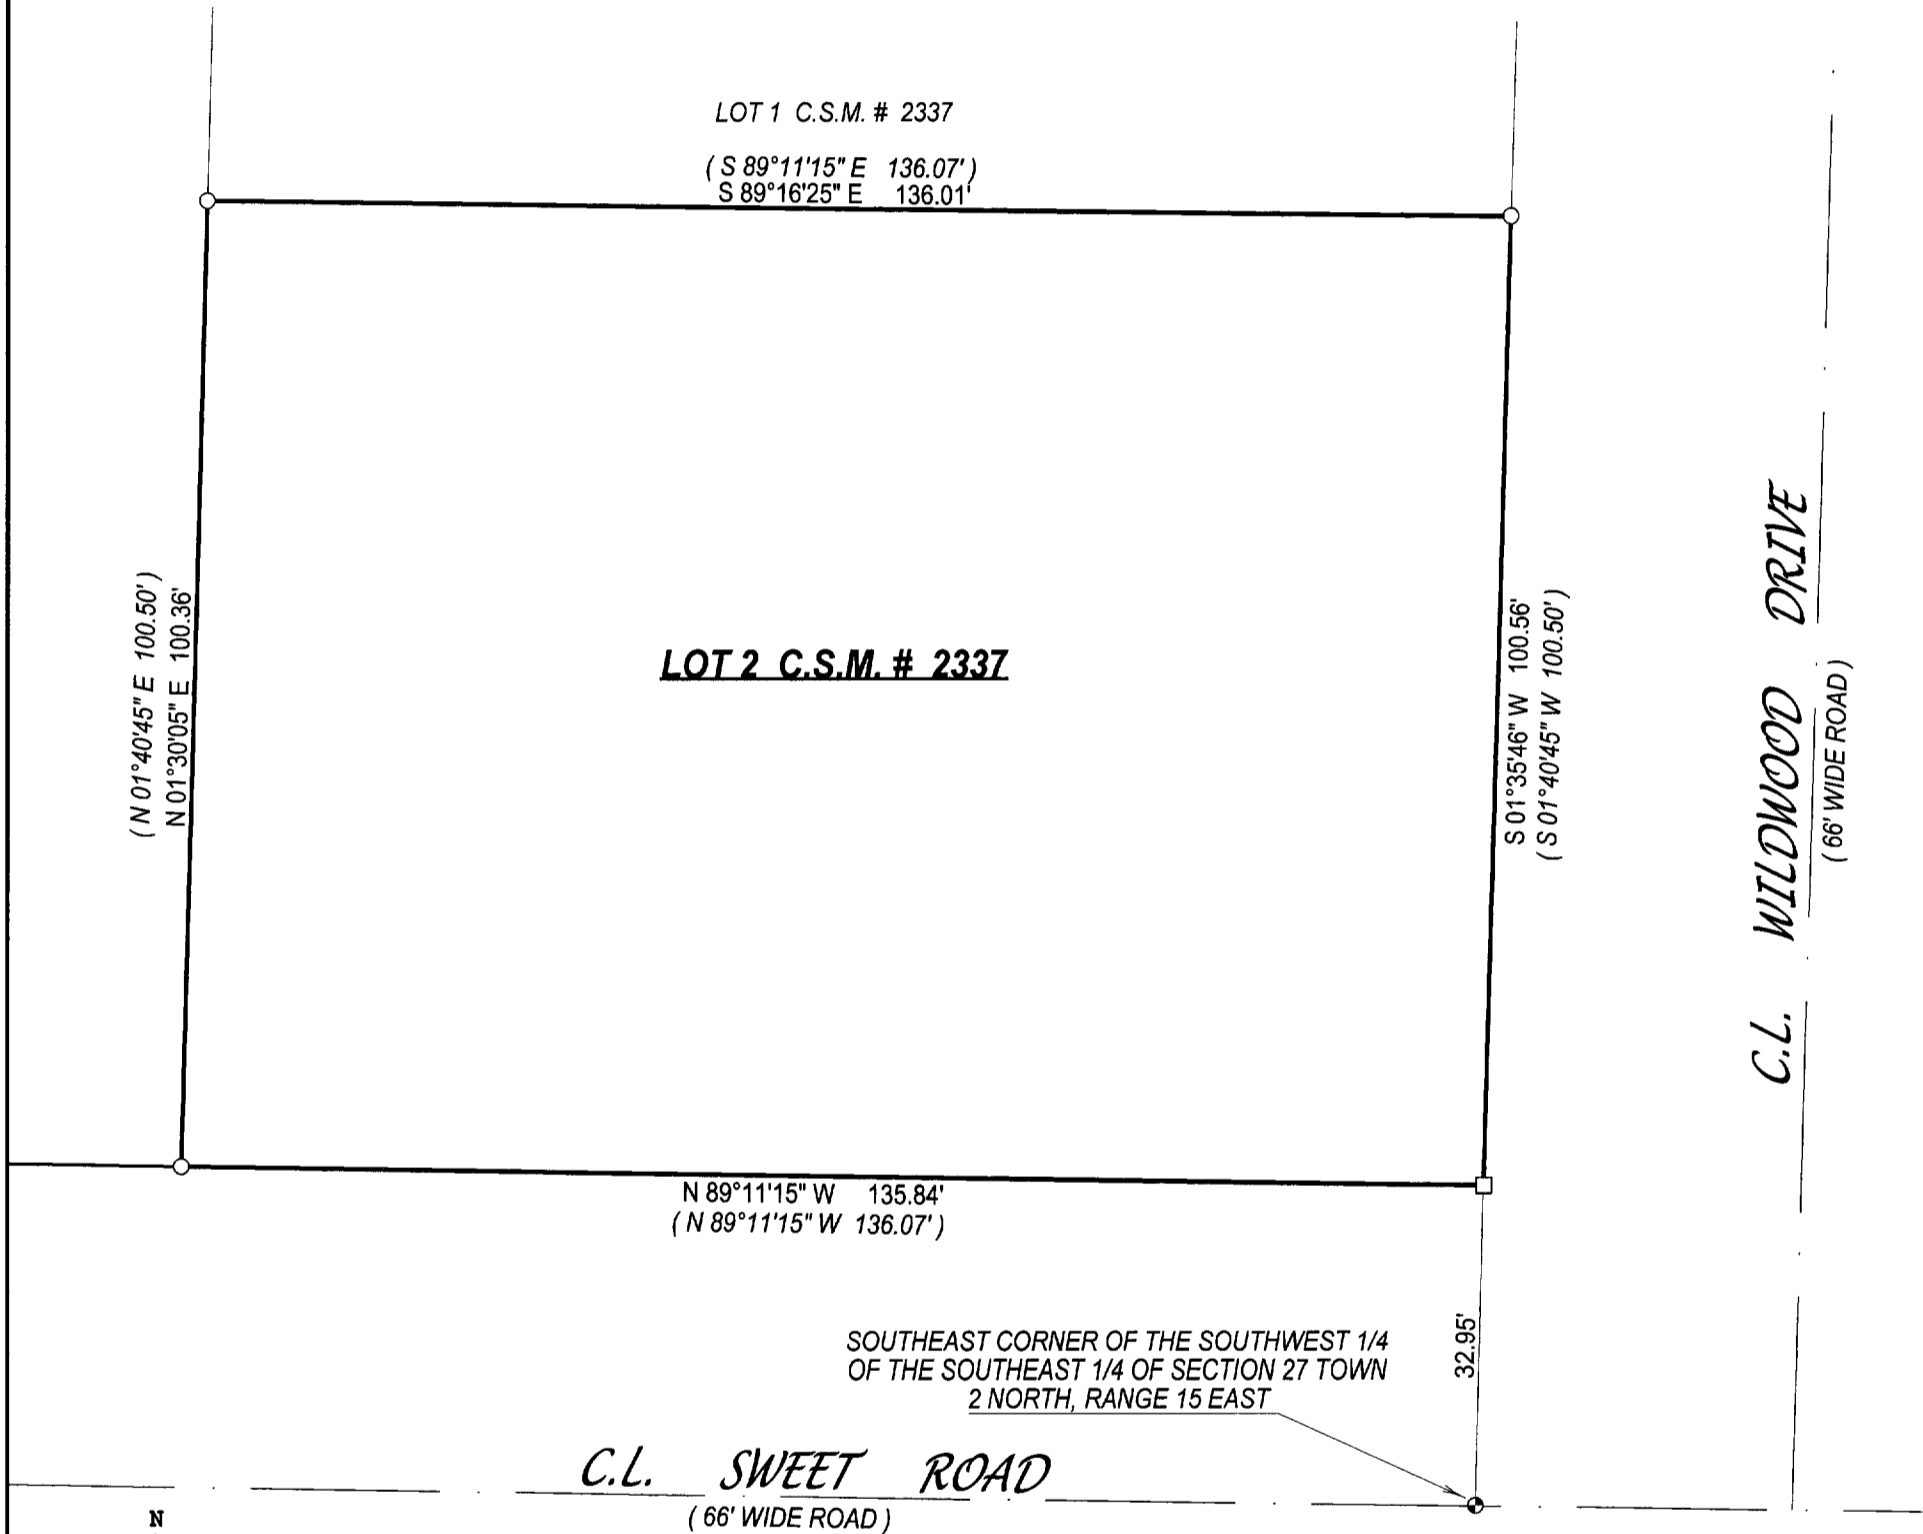 LOT 1 C.S.M. # 2337
( S 89°11'15" E 136.07' )
S 89°16'25" E 136.01'
( N 01°40'45" E 100.50' )
N 01°30'05" E 100.36'
LOT 2 C.S.M. # 2337
S 01°35'46" W 100.56'
( S 01°40'45" W 100.50' )
C.L. WILDWOOD DRIVE
( 66' WIDE ROAD )
N 89°11'15" W 135.84'
( N 89°11'15" W 136.07' )
32.95'
SOUTHEAST CORNER OF THE SOUTHWEST 1/4
OF THE SOUTHEAST 1/4 OF SECTION 27 TOWN
2 NORTH, RANGE 15 EAST
C.L. SWEET ROAD
( 66' WIDE ROAD )
N